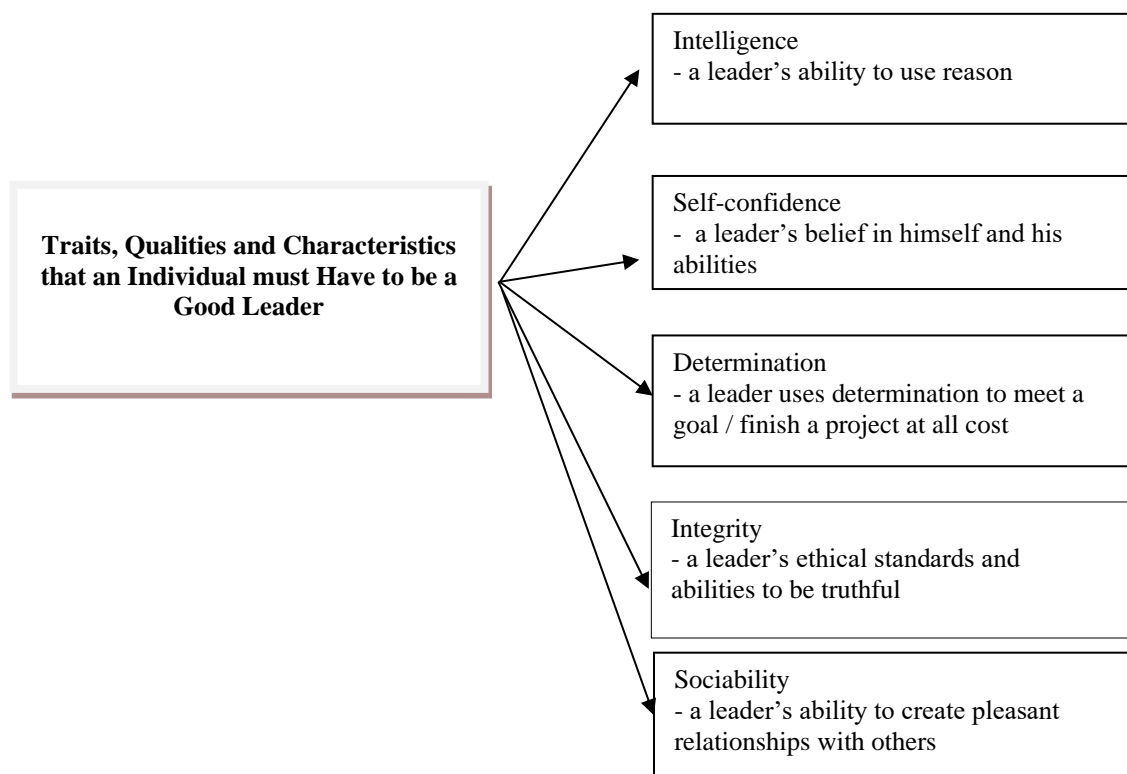 Traits, Qualities and Characteristics
that an Individual must Have to be a
Good Leader
Intelligence
- a leader’s ability to use reason
Self-confidence
-  a leader’s belief in himself and his
abilities
Determination
- a leader uses determination to meet a
goal / finish a project at all cost
Integrity
- a leader’s ethical standards and
abilities to be truthful
Sociability
- a leader’s ability to create pleasant
relationships with others